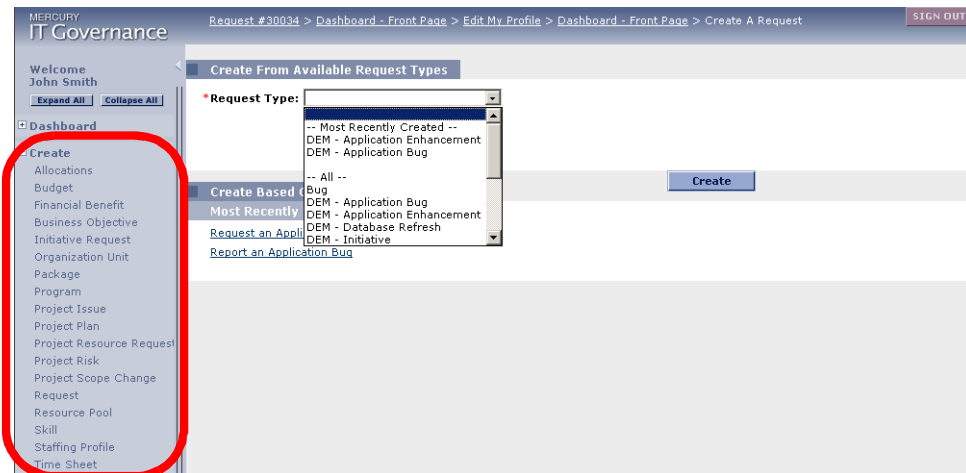 MERCURY
IT Governance
Request #30034 > Dashboard - Front Page > Edit My Profile > Dashboard - Front Page > Create A Request
SIGN OUT
Welcome
John Smith
Expand All
Collapse All
Dashboard
Create
Allocations
Budget
Financial Benefit
Business Objective
Initiative Request
Organization Unit
Package
Program
Project Issue
Project Plan
Project Resource Request
Project Risk
Project Scope Change
Request
Resource Pool
Skill
Staffing Profile
Time Sheet
Create From Available Request Types
*Request Type:
-- Most Recently Created --
DEM - Application Enhancement
DEM - Application Bug
-- All --
Bug
DEM - Application Bug
DEM - Application Enhancement
DEM - Database Refresh
DEM - Initiative
Create
Create Based
Most Recently
Request an Appli
Report an Application Bug